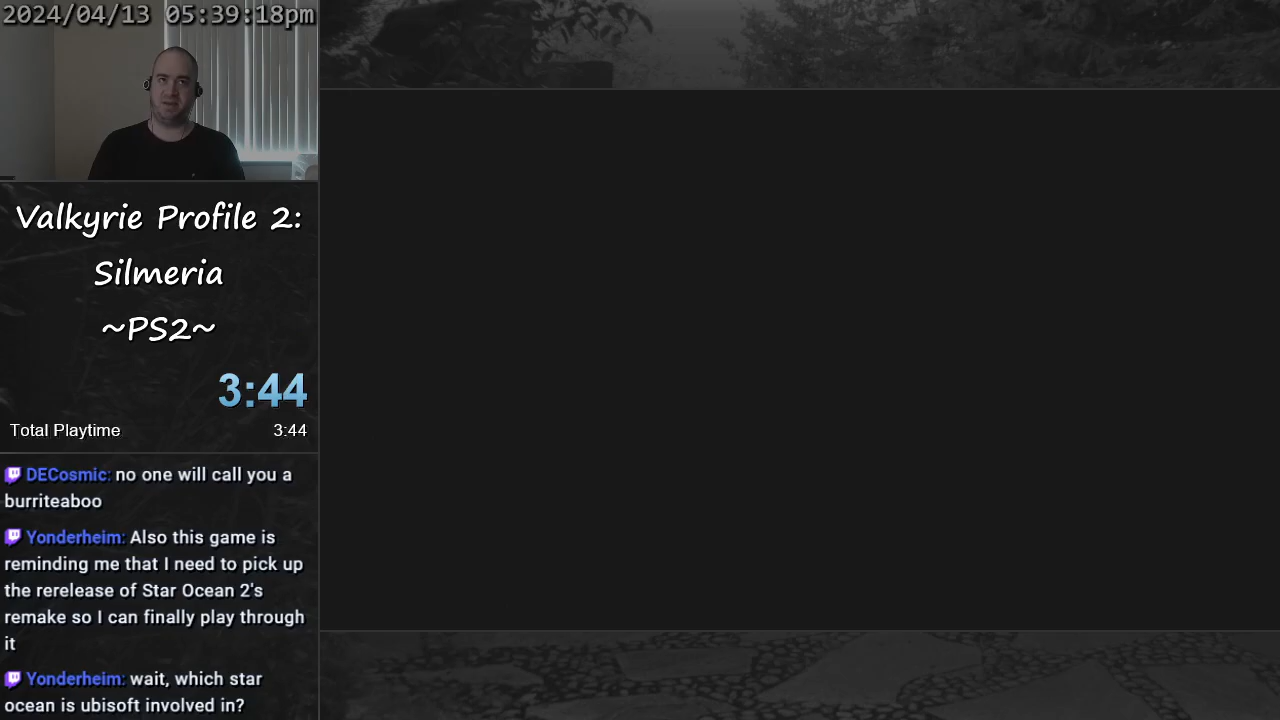 2024/04/13 05:39:18pm
Valkyrie Profile 2:
Silmeria
~PS2~
3:44
Total Playtime 3:44
DECosmic: no one will call you a
burriteaboo
Yonderheim: Also this game is
reminding me that I need to pick up
the rerelease of Star Ocean 2's
remake so I can finally play through
it
Yonderheim: wait, which star
ocean is ubisoft involved in?